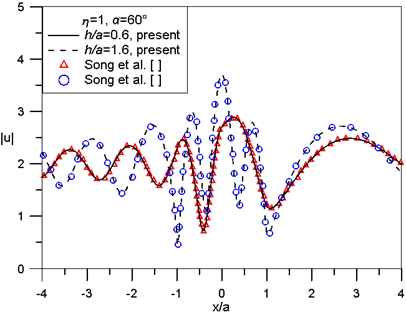 η=1, α=60°
h/a=0.6, present
h/a=1.6, present
Song et al. [ ]
Song et al. [ ]
5
4
3
2
1
0
|u|
-4 -3 -2 -1 0 1 2 3 4
x/a